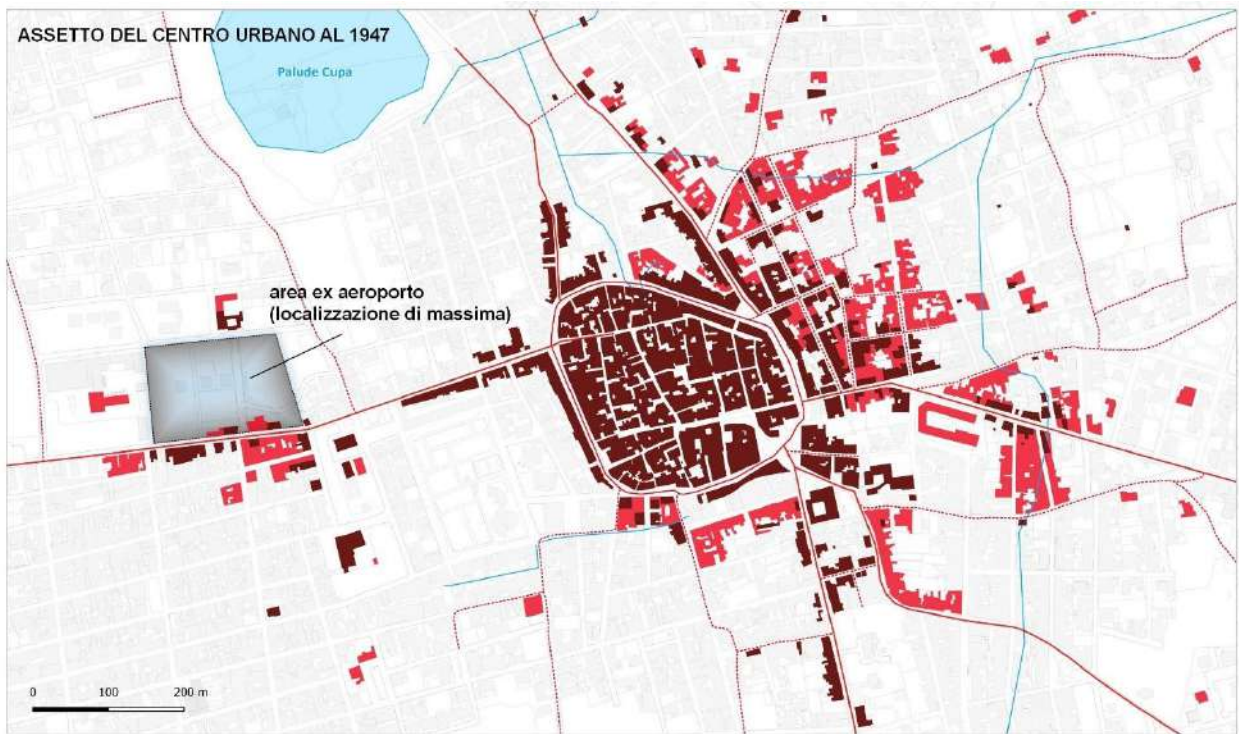 ASSETTO DEL CENTRO URBANO AL 1947
Palude Cupa
area ex aeroporto
(localizzazione di massima)
0 100 200 m